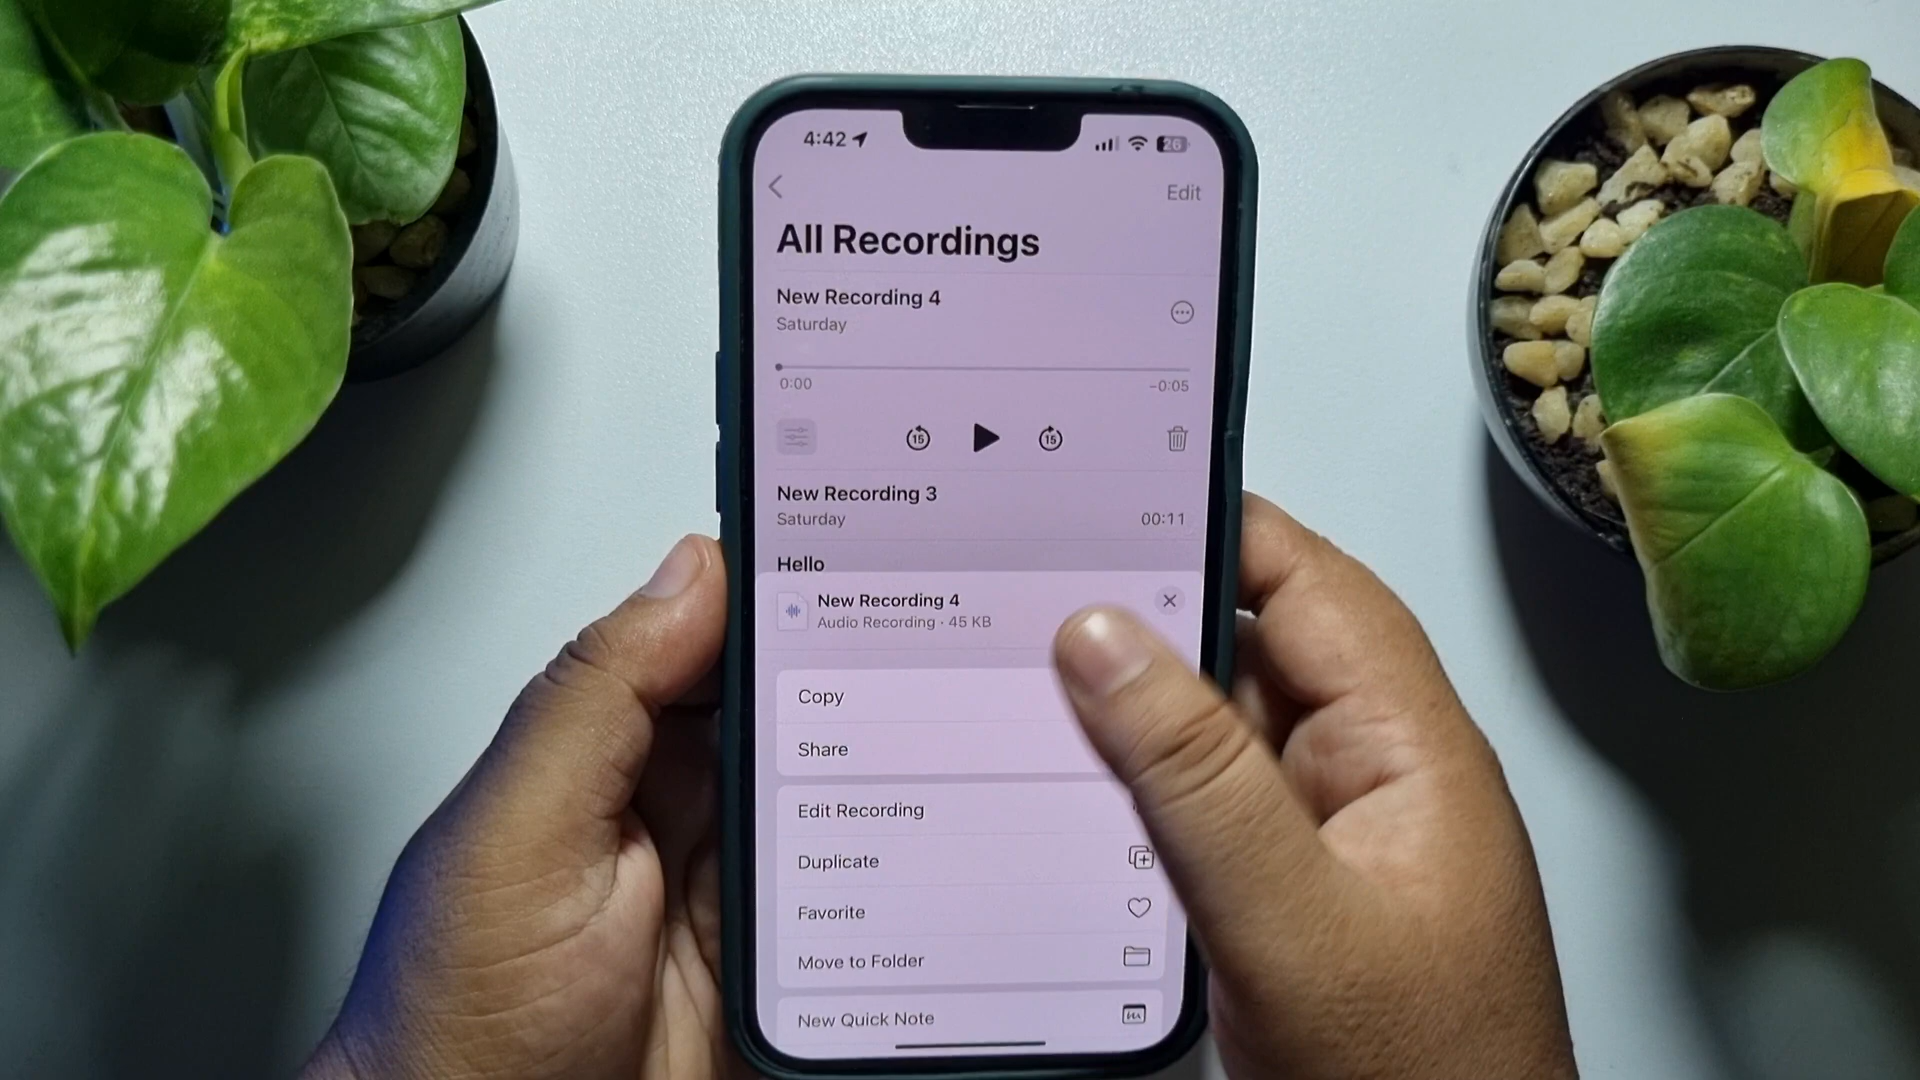 4:42
26
Edit
All Recordings
New Recording 4
Saturday
0:00
-0:05
15
15
New Recording 3
Saturday
00:11
Hello
New Recording 4
Audio Recording · 45 KB
Copy
Share
Edit Recording
Duplicate
Favorite
Move to Folder
New Quick Note